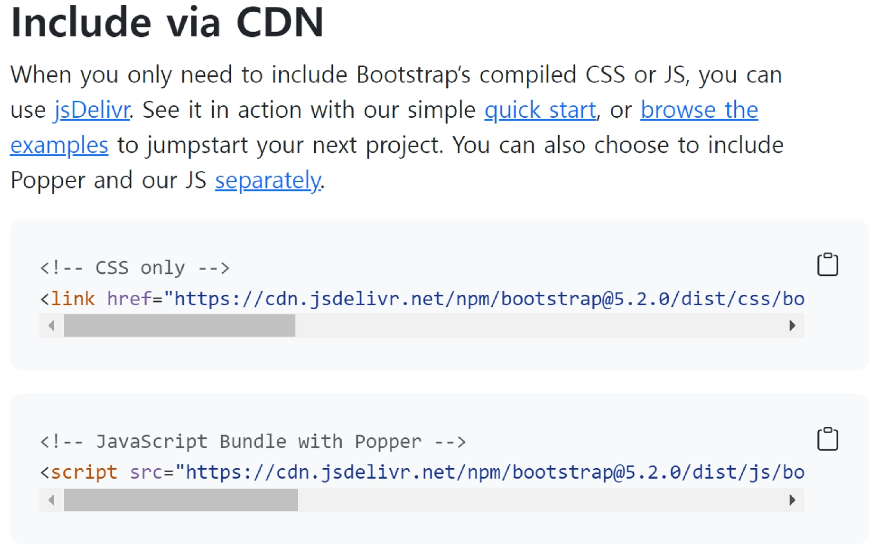 Include via CDN
When you only need to include Bootstrap's compiled CSS or JS, you can
use jsDelivr. See it in action with our simple quick start, or browse the
examples to jumpstart your next project. You can also choose to include
Popper and our JS separately.
<!-- CSS only -->
<link href="https://cdn.jsdelivr.net/npm/bootstrap@5.2.0/dist/css/bo
<!-- JavaScript Bundle with Popper -->
<script src="https://cdn.jsdelivr.net/npm/bootstrap@5.2.0/dist/js/bo